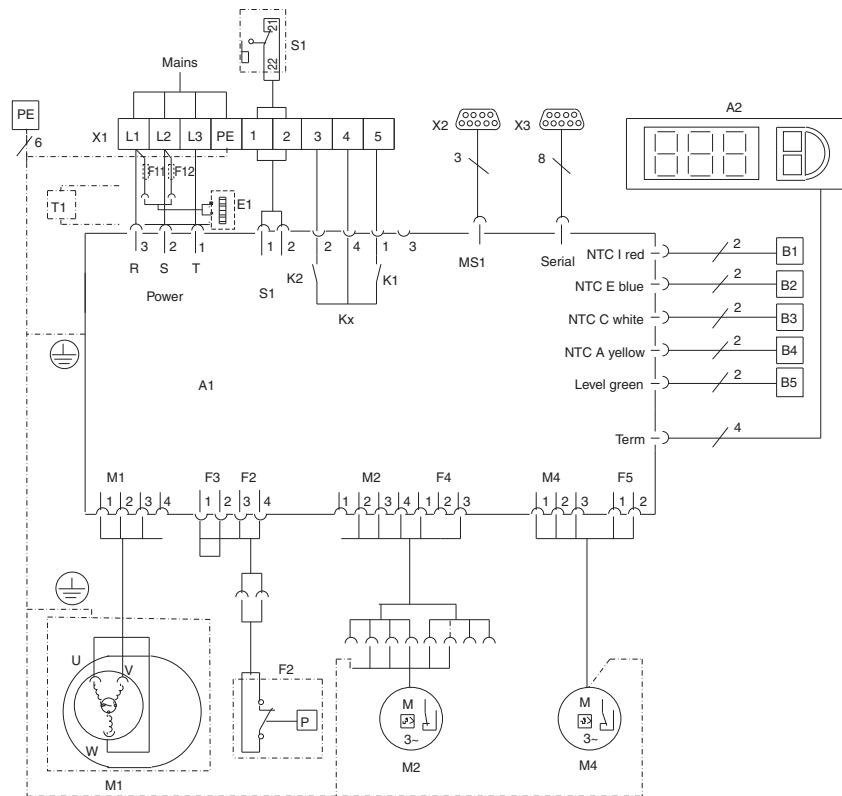 21
S1
22
Mains
PE
6
X1 L1 L2 L3 PE 1 2 3 4 5
X2
X3
A2
3
8
F11 F12
T1
E1
3 2 1
1 2
2 4 1 3
R S T
S1
K2 K1
MS1
Serial
Power
Kx
NTC I red 2 B1
NTC E blue 2 B2
NTC C white 2 B3
NTC A yellow 2 B4
Level green 2 B5
A1
Term 4
M1 F3 F2 M2 F4 M4 F5
1 2 3 4 1 2 3 4 1 2 3 4 1 2 3 1 2 3 1 2
U V
W
M1
F2
P
M
3~
M2
M
3~
M4